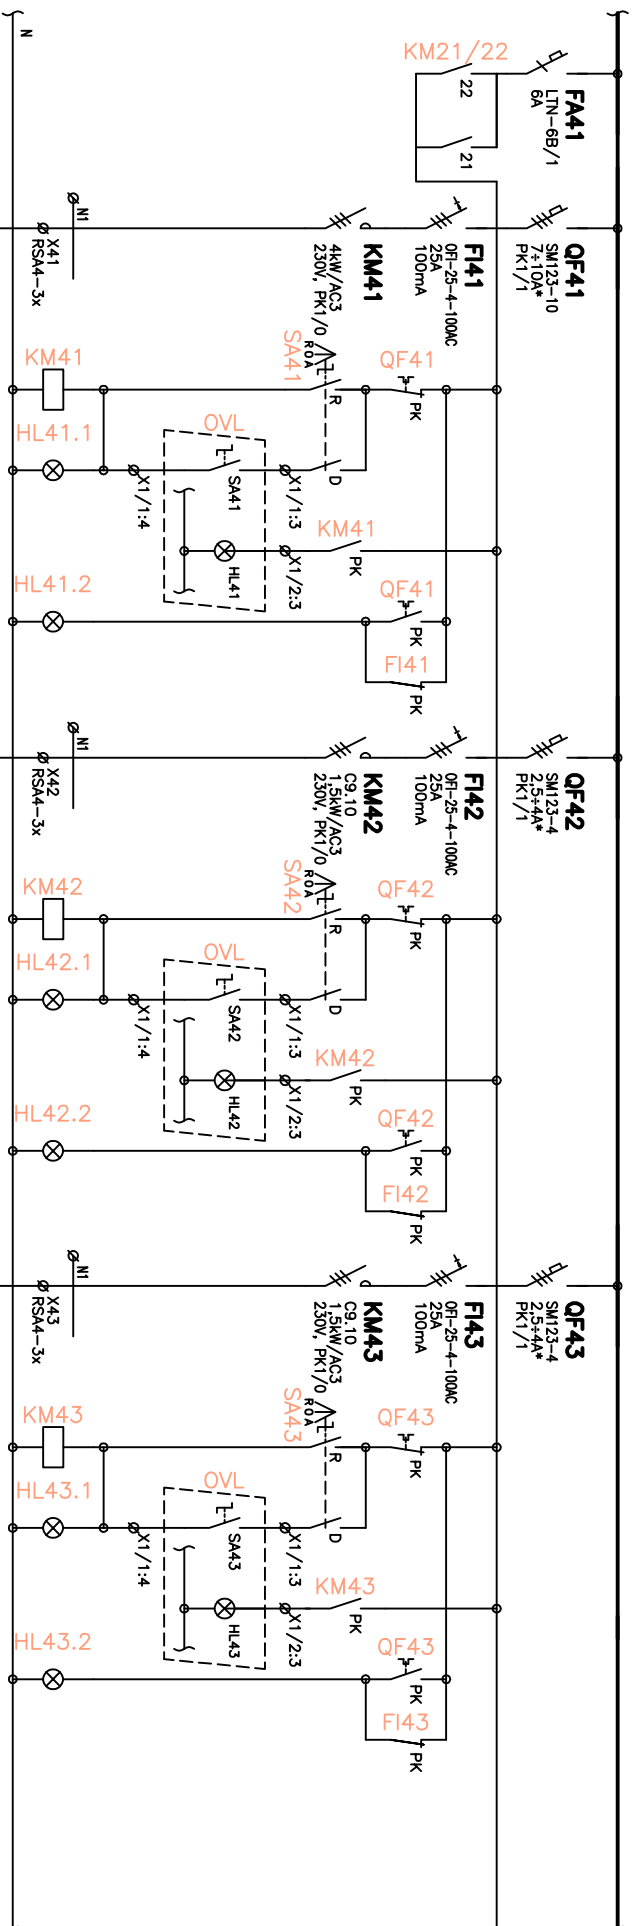 N
KM21/22
22
21
FA41
LTN-6B/1
6A
QF41
SM123-10
7÷10A*
PK1/1
FI41
OFI-25-4-100AC
25A
100mA
KM41
4kW/AC3
230V, PK1/0
N1
X41
RSA4-3x
KM41
HL41.1
SA41
R0A
R
D
QF41
PK
OVL
SA41
X1/1:3
X1/1:4
HL41
X1/2:3
KM41
PK
QF41
PK
FI41
PK
HL41.2
QF42
SM123-4
2,5÷4A*
PK1/1
FI42
OFI-25-4-100AC
25A
100mA
KM42
C9.10
1,5kW/AC3
230V, PK1/0
N1
X42
RSA4-3x
KM42
HL42.1
SA42
R0A
R
D
QF42
PK
OVL
SA42
X1/1:3
X1/1:4
HL42
X1/2:3
KM42
PK
QF42
PK
FI42
PK
HL42.2
QF43
SM123-4
2,5÷4A*
PK1/1
FI43
OFI-25-4-100AC
25A
100mA
KM43
C9.10
1,5kW/AC3
230V, PK1/0
N1
X43
RSA4-3x
KM43
HL43.1
SA43
R0A
R
D
QF43
PK
OVL
SA43
X1/1:3
X1/1:4
HL43
X1/2:3
KM43
PK
QF43
PK
FI43
PK
HL43.2